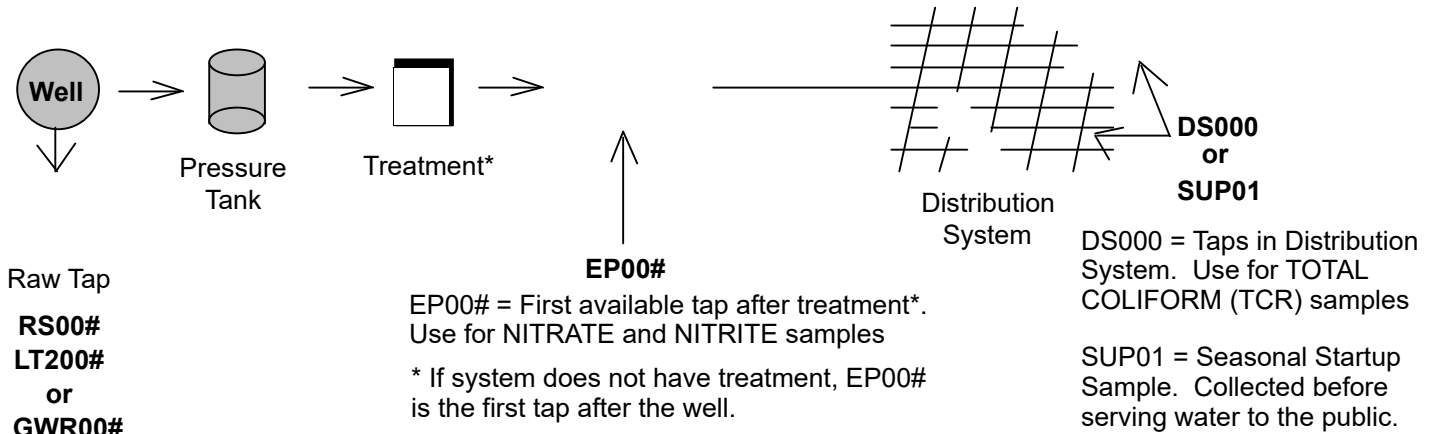 Well
Pressure
Tank
Treatment*
Distribution
System
DS000
or
SUP01
Raw Tap
RS00#
LT200#
or
GWR00#
EP00#
EP00# = First available tap after treatment*.
Use for NITRATE and NITRITE samples
* If system does not have treatment, EP00#
is the first tap after the well.
DS000 = Taps in Distribution
System. Use for TOTAL
COLIFORM (TCR) samples
SUP01 = Seasonal Startup
Sample. Collected before
serving water to the public.